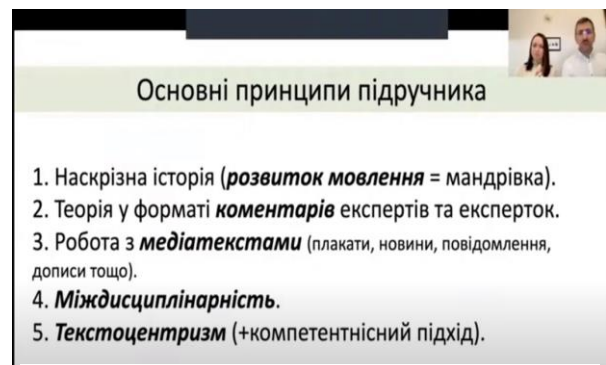 Основні принципи підручника
1. Наскрізна історія (розвиток мовлення = мандрівка).
2. Теорія у форматі коментарів експертів та експерток.
3. Робота з медіатекстами (плакати, новини, повідомлення,
дописи тощо).
4. Міждисциплінарність.
5. Текстоцентризм (+компетентнісний підхід).